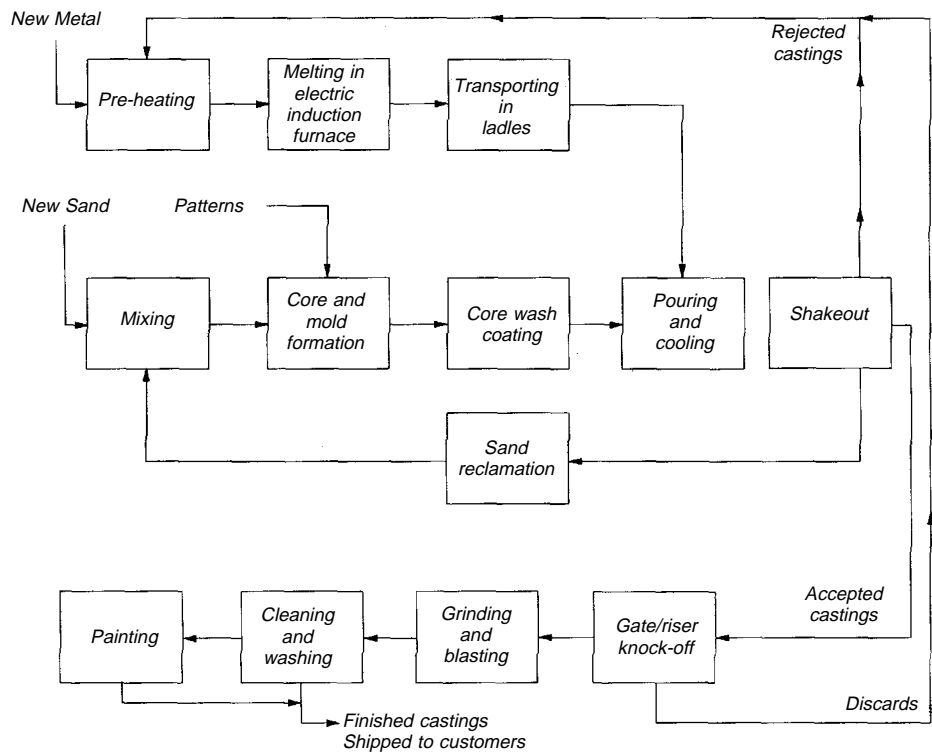 New Metal
Rejected
castings
Pre-heating
Melting in
electric
induction
furnace
Transporting
in
ladles
New Sand
Patterns
Mixing
Core and
mold
formation
Core wash
coating
Pouring
and
cooling
Shakeout
Sand
reclamation
Accepted
castings
Painting
Cleaning
and
washing
Grinding
and
blasting
Gate/riser
knock-off
Discards
Finished castings
Shipped to customers